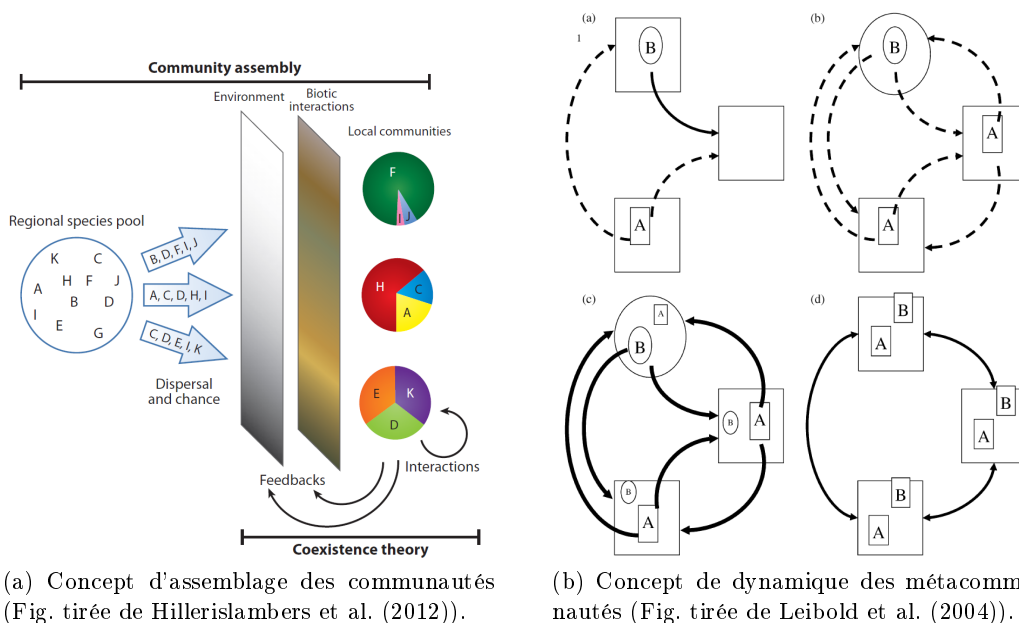 Community assembly
Environment
Biotic
interactions
Local communities
F
I
J
Regional species pool
K
C
H
F
J
A
B
D
I
E
G
B, D, F, I, J
A, C, D, H, I
C, D, E, I, K
Dispersal
and chance
H
C
A
E
K
D
Interactions
Feedbacks
Coexistence theory
(a) Concept d'assemblage des communautés
(Fig. tirée de Hillerislambers et al. (2012)).
(a)
1
B
A
(b)
B
A
A
(c)
A
B
B
A
B
A
(d)
B
A
B
A
B
A
(b) Concept de dynamique des métacomm
nautés (Fig. tirée de Leibold et al. (2004)).